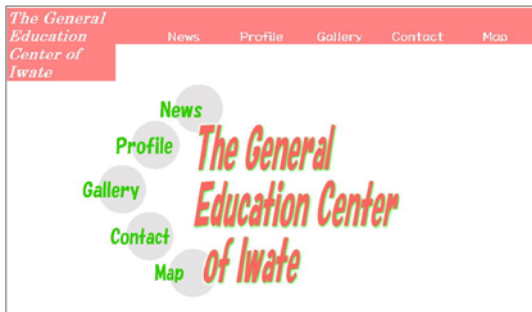 The General
Education
Center of
Iwate
News Profile Gallery Contact Map
News
Profile
Gallery
Contact
Map
The General
Education Center
of Iwate